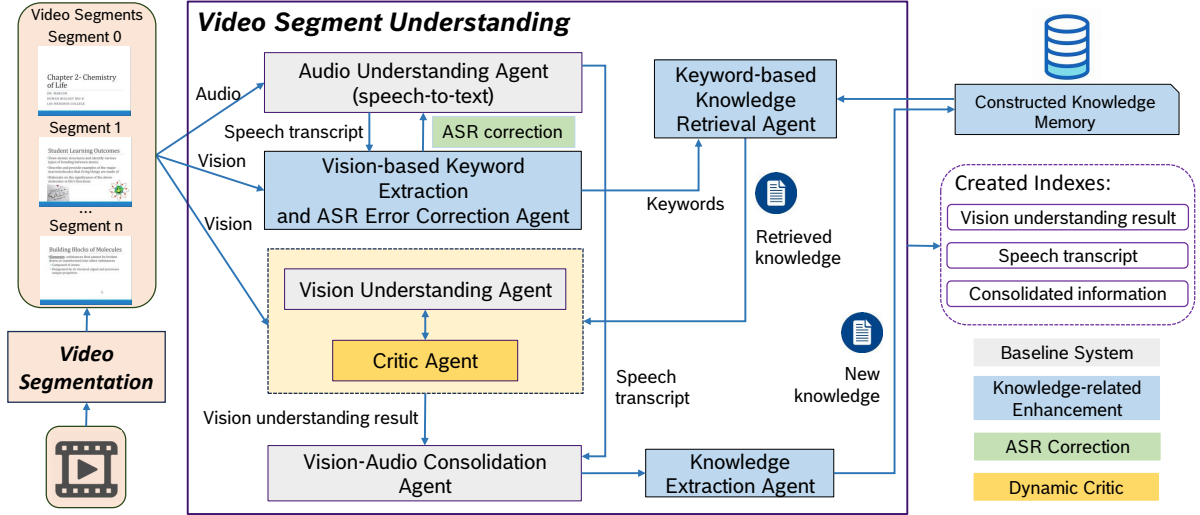 Video Segments
Segment 0
Chapter 2- Chemistry
of Life
Segment 1
Student Learning Outcomes
...
Segment n
Building Blocks of Molecules
Video
Segmentation
Video Segment Understanding
Audio
Vision
Vision
Audio Understanding Agent
(speech-to-text)
Speech transcript
ASR correction
Vision-based Keyword
Extraction
and ASR Error Correction Agent
Keywords
Keyword-based
Knowledge
Retrieval Agent
Retrieved
knowledge
Vision Understanding Agent
Critic Agent
Vision understanding result
Speech
transcript
New
knowledge
Vision-Audio Consolidation
Agent
Knowledge
Extraction Agent
Constructed Knowledge
Memory
Created Indexes:
Vision understanding result
Speech transcript
Consolidated information
Baseline System
Knowledge-related
Enhancement
ASR Correction
Dynamic Critic